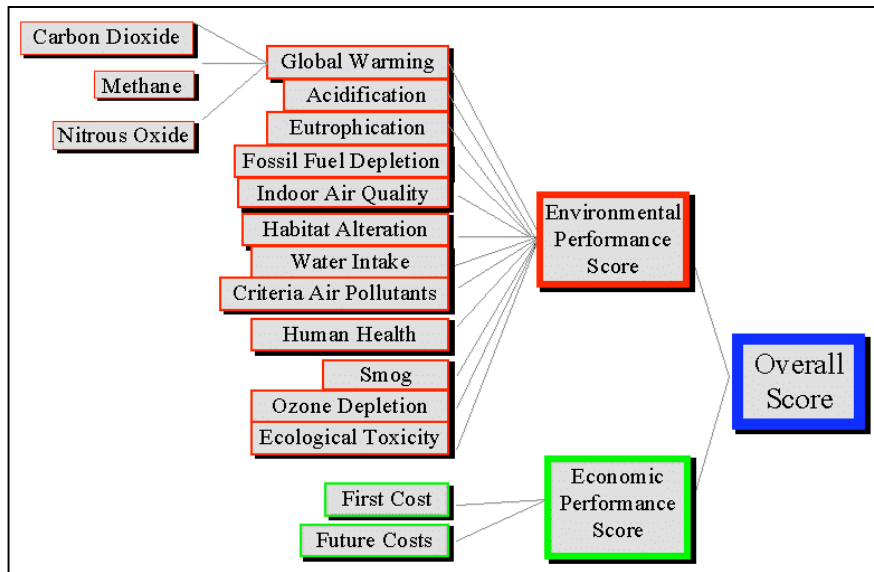 Carbon Dioxide
Methane
Nitrous Oxide
Global Warming
Acidification
Eutrophication
Fossil Fuel Depletion
Indoor Air Quality
Habitat Alteration
Water Intake
Criteria Air Pollutants
Human Health
Smog
Ozone Depletion
Ecological Toxicity
First Cost
Future Costs
Environmental
Performance
Score
Economic
Performance
Score
Overall
Score